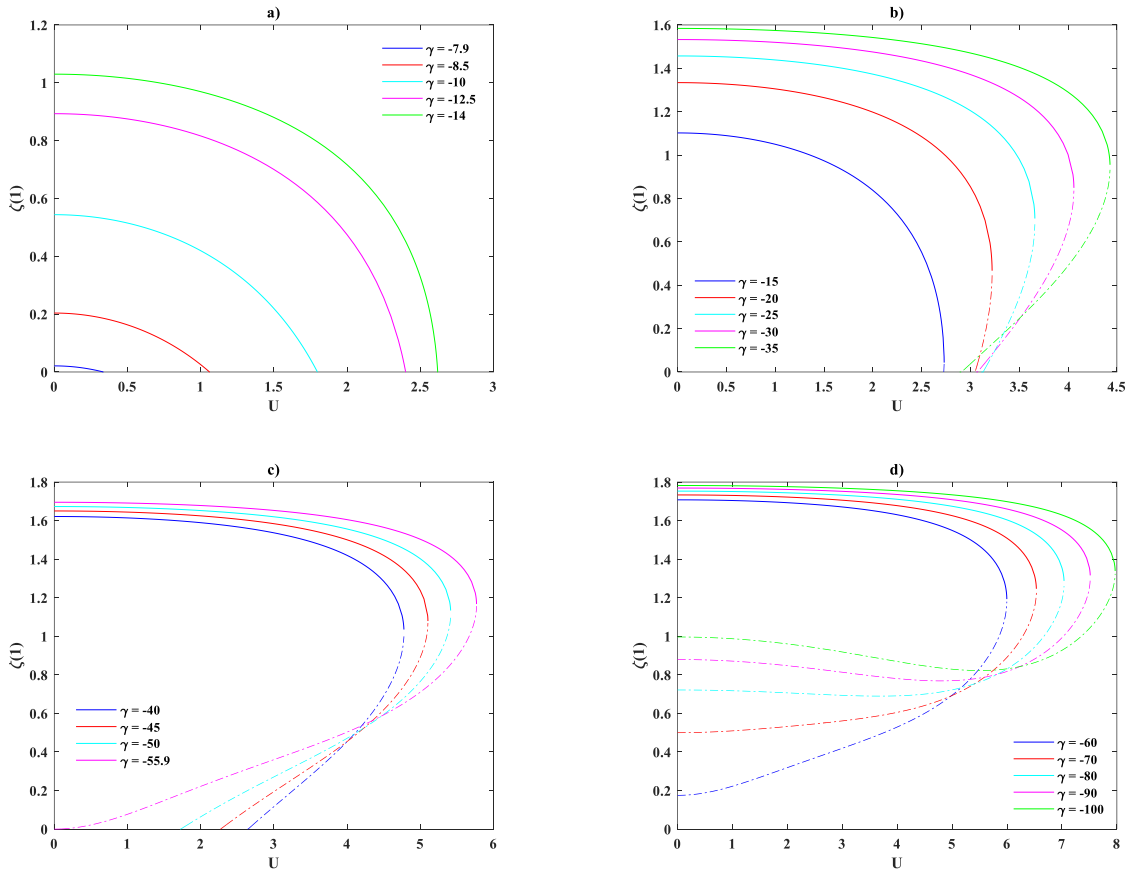 a)
1.2
1
0.8
0.6
0.4
0.2
0
ζ(1)
γ = -7.9
γ = -8.5
γ = -10
γ = -12.5
γ = -14
0 0.5 1 1.5 2 2.5 3
U
b)
1.6
1.4
1.2
1
0.8
0.6
0.4
0.2
0
ζ(1)
γ = -15
γ = -20
γ = -25
γ = -30
γ = -35
0 0.5 1 1.5 2 2.5 3 3.5 4 4.5
U
c)
1.8
1.6
1.4
1.2
1
0.8
0.6
0.4
0.2
0
ζ(1)
γ = -40
γ = -45
γ = -50
γ = -55.9
0 1 2 3 4 5 6
U
d)
1.8
1.6
1.4
1.2
1
0.8
0.6
0.4
0.2
0
ζ(1)
γ = -60
γ = -70
γ = -80
γ = -90
γ = -100
0 1 2 3 4 5 6 7 8
U